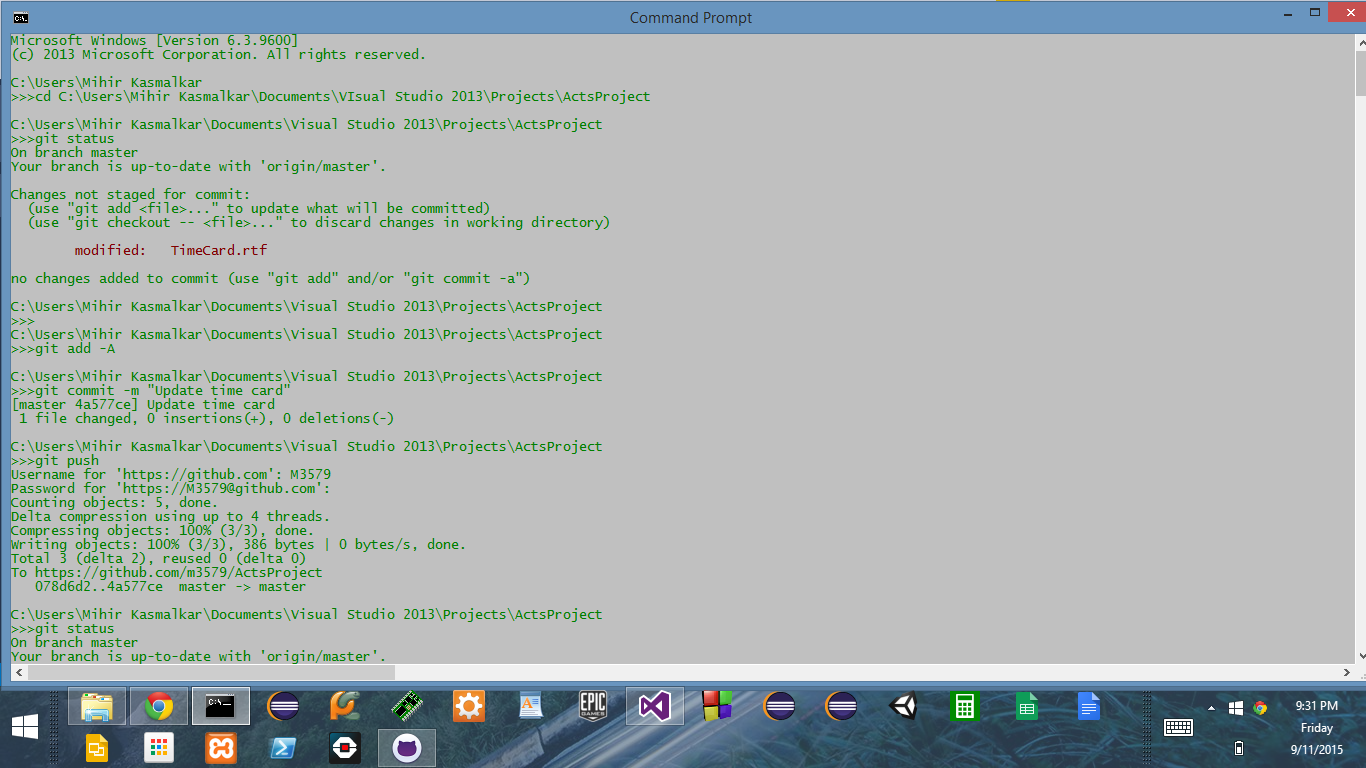 Command Prompt
Microsoft Windows [Version 6.3.9600]
(c) 2013 Microsoft Corporation. All rights reserved.
C:\Users\Mihir Kasmalkar
>>>cd C:\Users\Mihir Kasmalkar\Documents\VIsual Studio 2013\Projects\ActsProject
C:\Users\Mihir Kasmalkar\Documents\Visual Studio 2013\Projects\ActsProject
>>>git status
On branch master
Your branch is up-to-date with 'origin/master'.
Changes not staged for commit:
(use "git add <file>..." to update what will be committed)
(use "git checkout -- <file>..." to discard changes in working directory)
modified: TimeCard.rtf
no changes added to commit (use "git add" and/or "git commit -a")
C:\Users\Mihir Kasmalkar\Documents\Visual Studio 2013\Projects\ActsProject
>>>
C:\Users\Mihir Kasmalkar\Documents\Visual Studio 2013\Projects\ActsProject
>>>git add -A
C:\Users\Mihir Kasmalkar\Documents\Visual Studio 2013\Projects\ActsProject
>>>git commit -m "Update time card"
[master 4a577ce] Update time card
1 file changed, 0 insertions(+), 0 deletions(-)
C:\Users\Mihir Kasmalkar\Documents\Visual Studio 2013\Projects\ActsProject
>>>git push
Username for 'https://github.com': M3579
Password for 'https://M3579@github.com':
Counting objects: 5, done.
Delta compression using up to 4 threads.
Compressing objects: 100% (3/3), done.
Writing objects: 100% (3/3), 386 bytes | 0 bytes/s, done.
Total 3 (delta 2), reused 0 (delta 0)
To https://github.com/m3579/ActsProject
078d6d2..4a577ce master -> master
C:\Users\Mihir Kasmalkar\Documents\Visual Studio 2013\Projects\ActsProject
>>>git status
On branch master
Your branch is up-to-date with 'origin/master'.
EPIC
GAMES
9:31 PM
Friday
9/11/2015